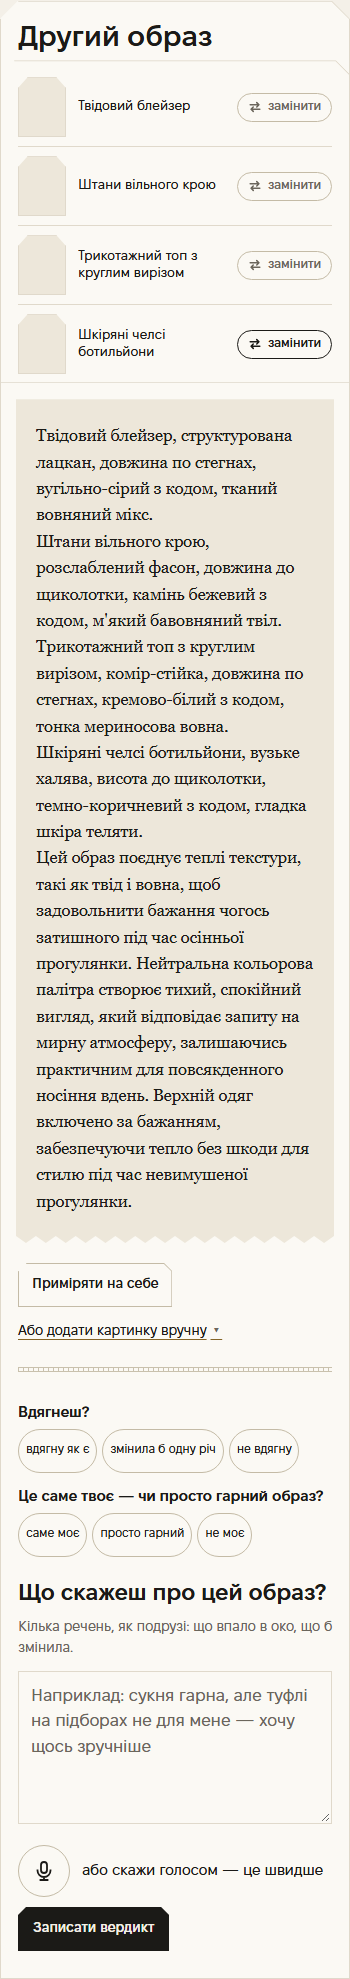 Другий образ
Твідовий блейзер
замінити
Штани вільного крою
замінити
Трикотажний топ з
круглим вирізом
замінити
Шкіряні челсі
ботильйони
замінити
Твідовий блейзер, структурована
лацкан, довжина по стегнах,
вугільно-сірий з кодом, тканий
вовняний мікс.
Штани вільного крою,
розслаблений фасон, довжина до
щиколотки, камінь бежевий з
кодом, м'який бавовняний твіл.
Трикотажний топ з круглим
вирізом, комір-стійка, довжина по
стегнах, кремово-білий з кодом,
тонка мериносова вовна.
Шкіряні челсі ботильйони, вузьке
халява, висота до щиколотки,
темно-коричневий з кодом, гладка
шкіра теляти.
Цей образ поєднує теплі текстури,
такі як твід і вовна, щоб
задовольнити бажання чогось
затишного під час осінньої
прогулянки. Нейтральна кольорова
палітра створює тихий, спокійний
вигляд, який відповідає запиту на
мирну атмосферу, залишаючись
практичним для повсякденного
носіння вдень. Верхній одяг
включено за бажанням,
забезпечуючи тепло без шкоди для
стилю під час невимушеної
прогулянки.
Приміряти на себе
Або додати картинку вручну
Вдягнеш?
вдягну як є
змінила б одну річ
не вдягну
Це саме твоє — чи просто гарний образ?
саме моє
просто гарний
не моє
Що скажеш про цей образ?
Кілька речень, як подрузі: що впало в око, що б
змінила.
Наприклад: сукня гарна, але туфлі
на підборах не для мене — хочу
щось зручніше
або скажи голосом — це швидше
Записати вердикт